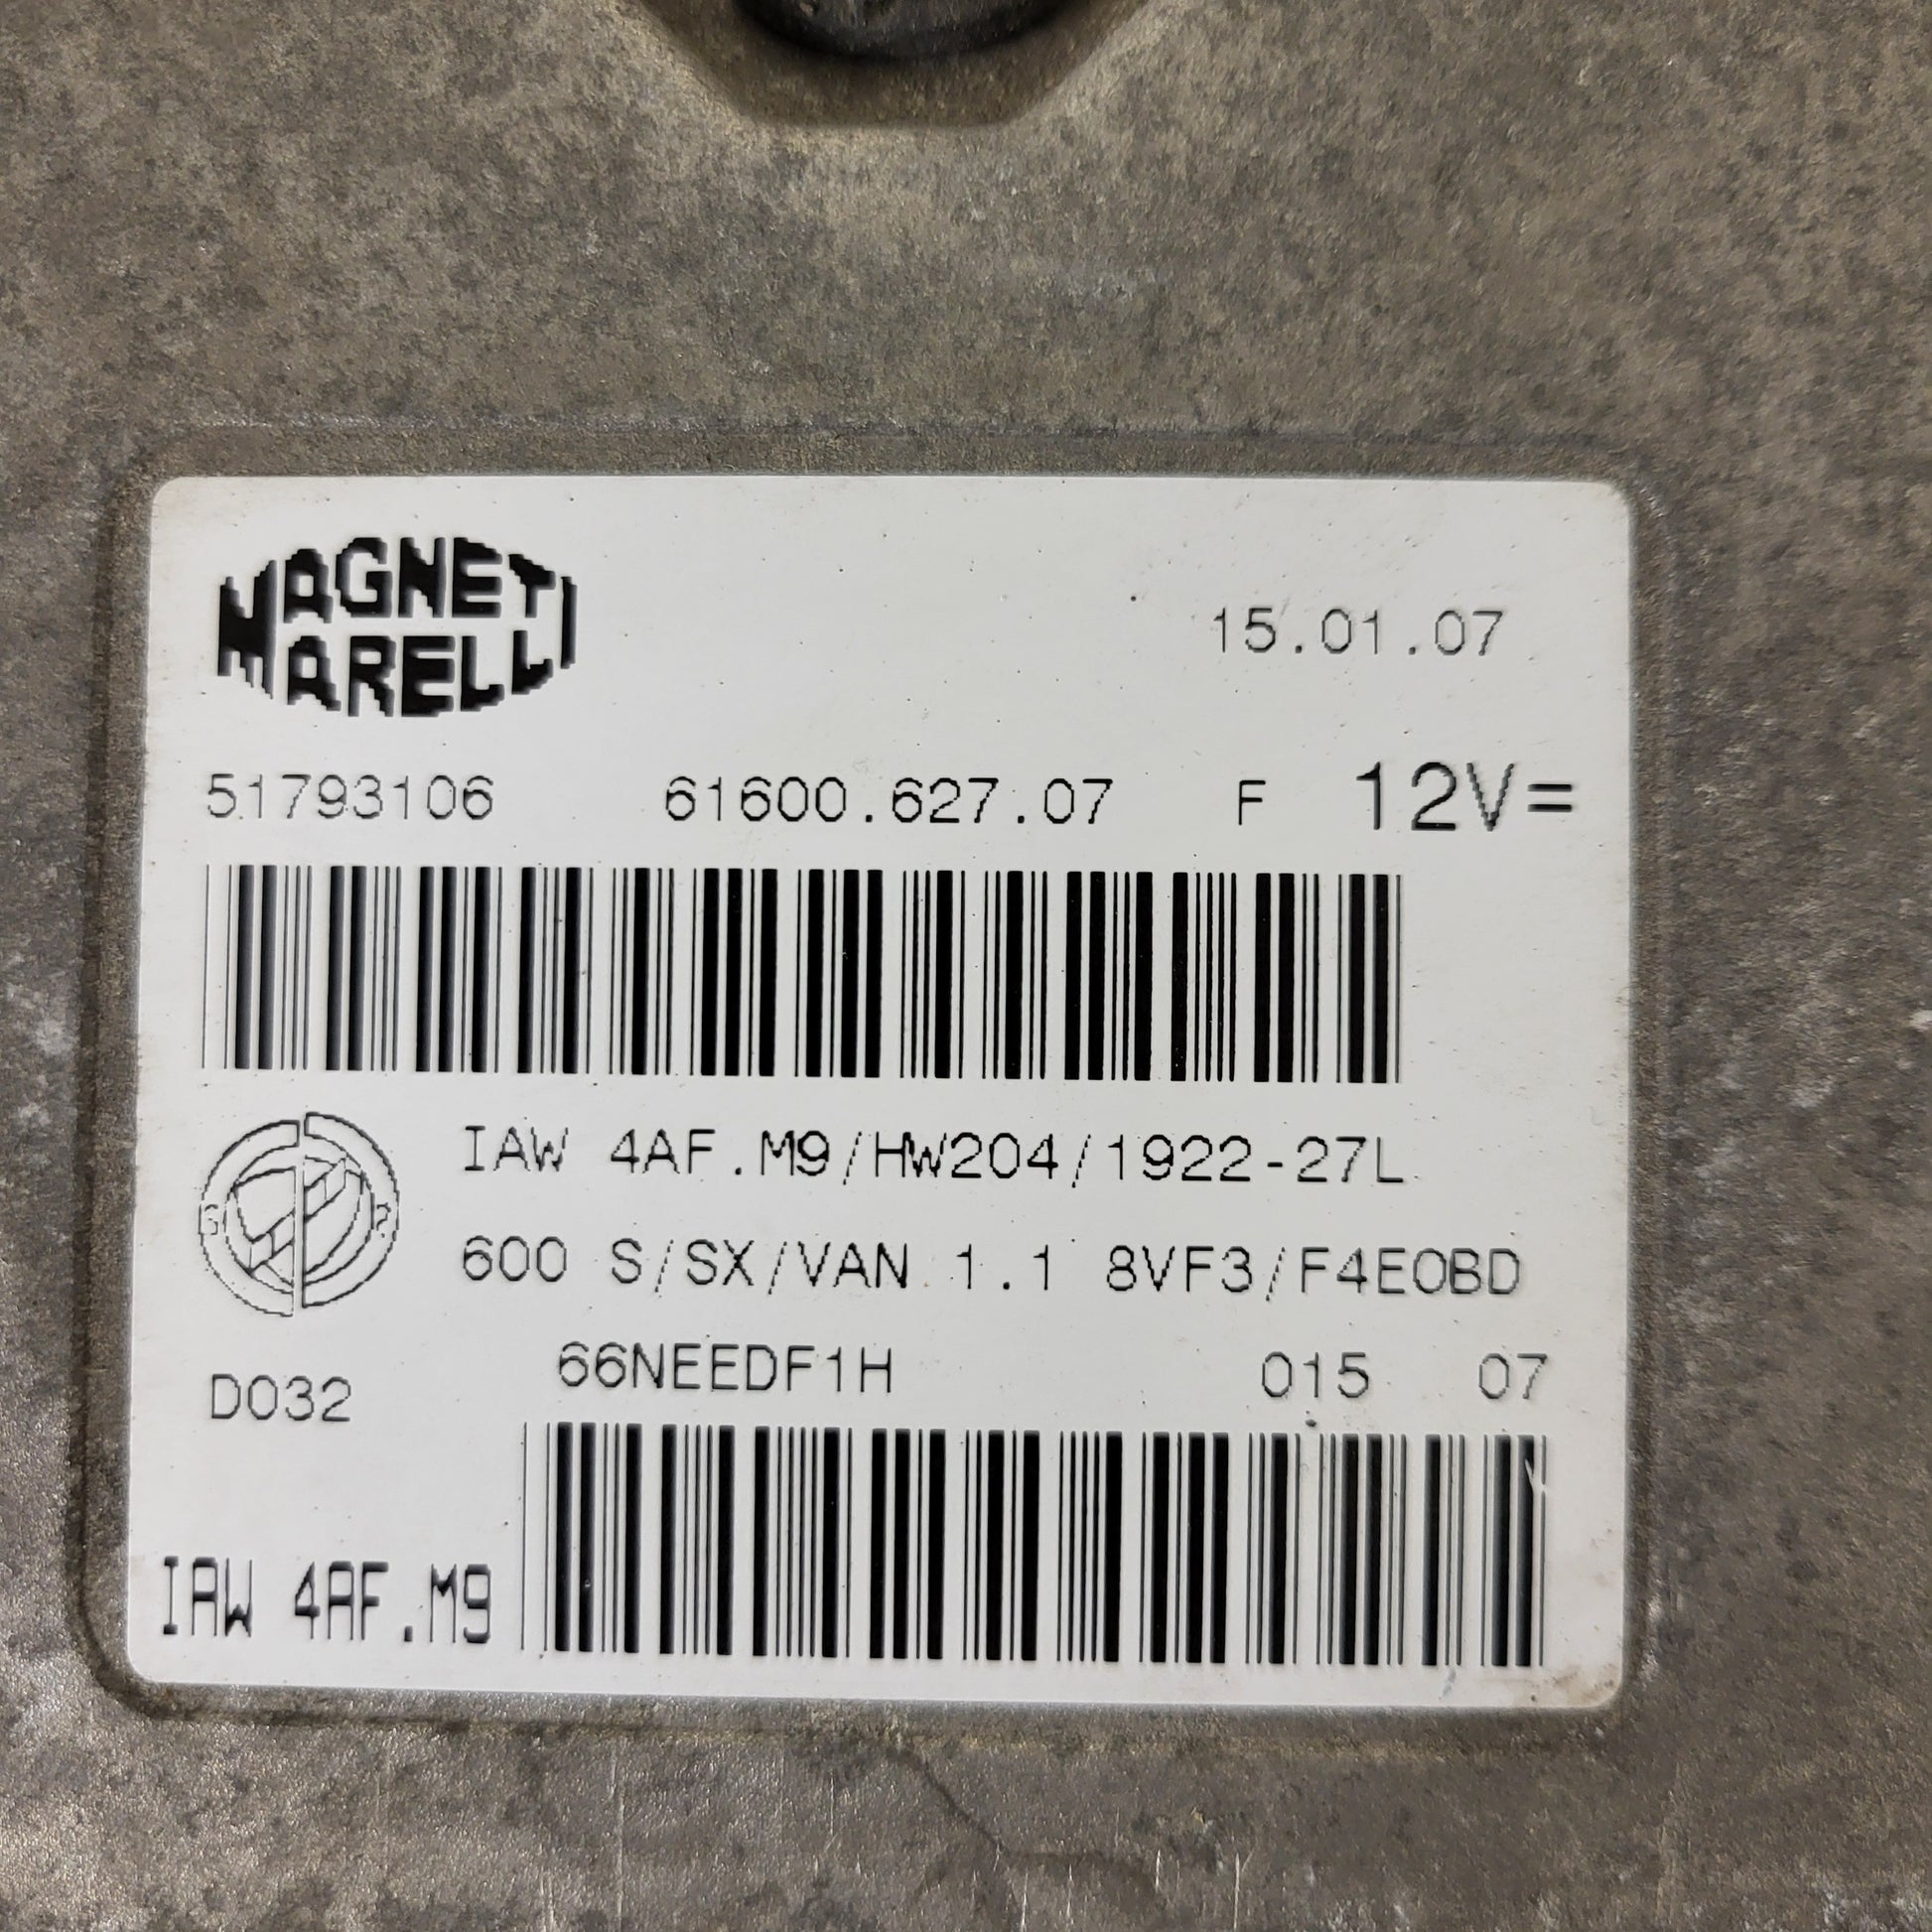 MAGNETI
MARELLI
15.01.07
51793106 61600.627.07 F 12V=
IAW 4AF.M9/HW204/1922-27L
600 S/SX/VAN 1.1 8VF3/F4EOBD
D032 66NEEDF1H 015 07
IAW 4AF.M9